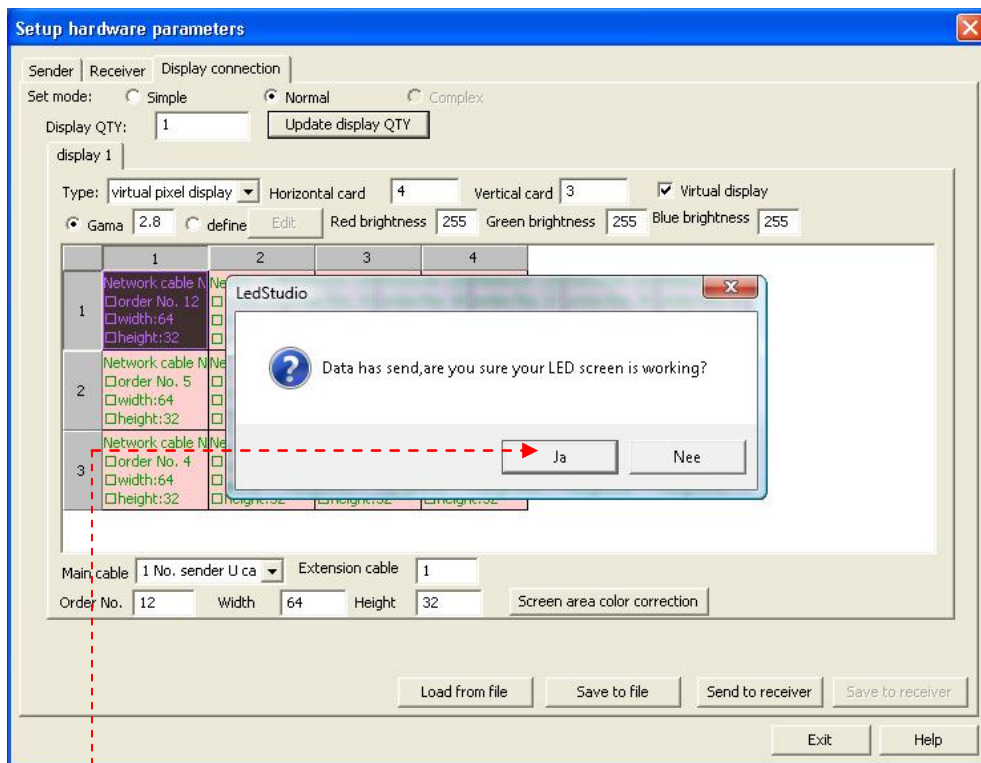 Setup hardware parameters
Sender Receiver Display connection
Set mode: Simple Normal Complex
Display QTY: 1 Update display QTY
display 1
Type: virtual pixel display Horizontal card 4 Vertical card 3 Virtual display
Gama 2.8 define Edit Red brightness 255 Green brightness 255 Blue brightness 255
1 2 3 4
1
Network cable N
order No. 12
width:64
height:32
2
Network cable N
order No. 5
width:64
height:32
3
Network cable N
order No. 4
width:64
height:32
LedStudio
Data has send,are you sure your LED screen is working?
Ja Nee
Main cable 1 No. sender U ca Extension cable 1
Order No. 12 Width 64 Height 32 Screen area color correction
Load from file Save to file Send to receiver Save to receiver
Exit Help